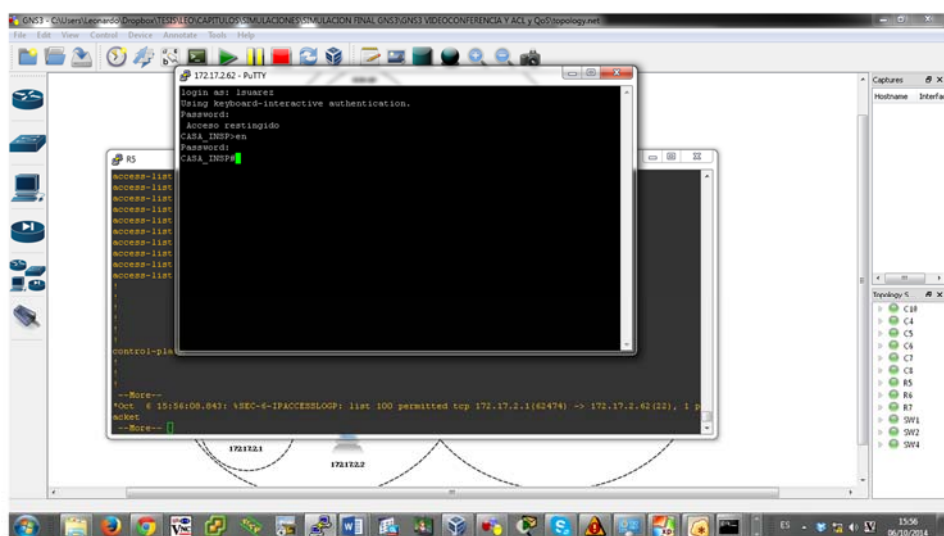 GNS3 - C:\Users\Leonardo\Dropbox\TESIS\LEO\CAPITULOS\SIMULACIONES\SIMULACION FINAL GNS3\GNS3 VIDEOCONFERENCIA Y ACL y QoS\topology.net
File Edit View Control Device Annotate Tools Help
172.17.2.62 - PuTTY
login as: lsuarez
Using keyboard-interactive authentication.
Password:
Acceso restingido
CASA_INSP>en
Password:
CASA_INSP#
R5
access-list
access-list
access-list
access-list
access-list
access-list
access-list
access-list
access-list
access-list
!
!
!
!
!
control-pla
!
!
!
--More--
*Oct 6 15:56:08.843: %SEC-6-IPACCESSLOGP: list 100 permitted tcp 172.17.2.1(62474) -> 172.17.2.62(22), 1 p
acket
--More--
172.17.2.1
172.17.2.2
Captures
Hostname Interfa
Topology S
C10
C4
C5
C6
C7
C8
R5
R6
R7
SW1
SW2
SW4
ES
15:56
06/10/2014